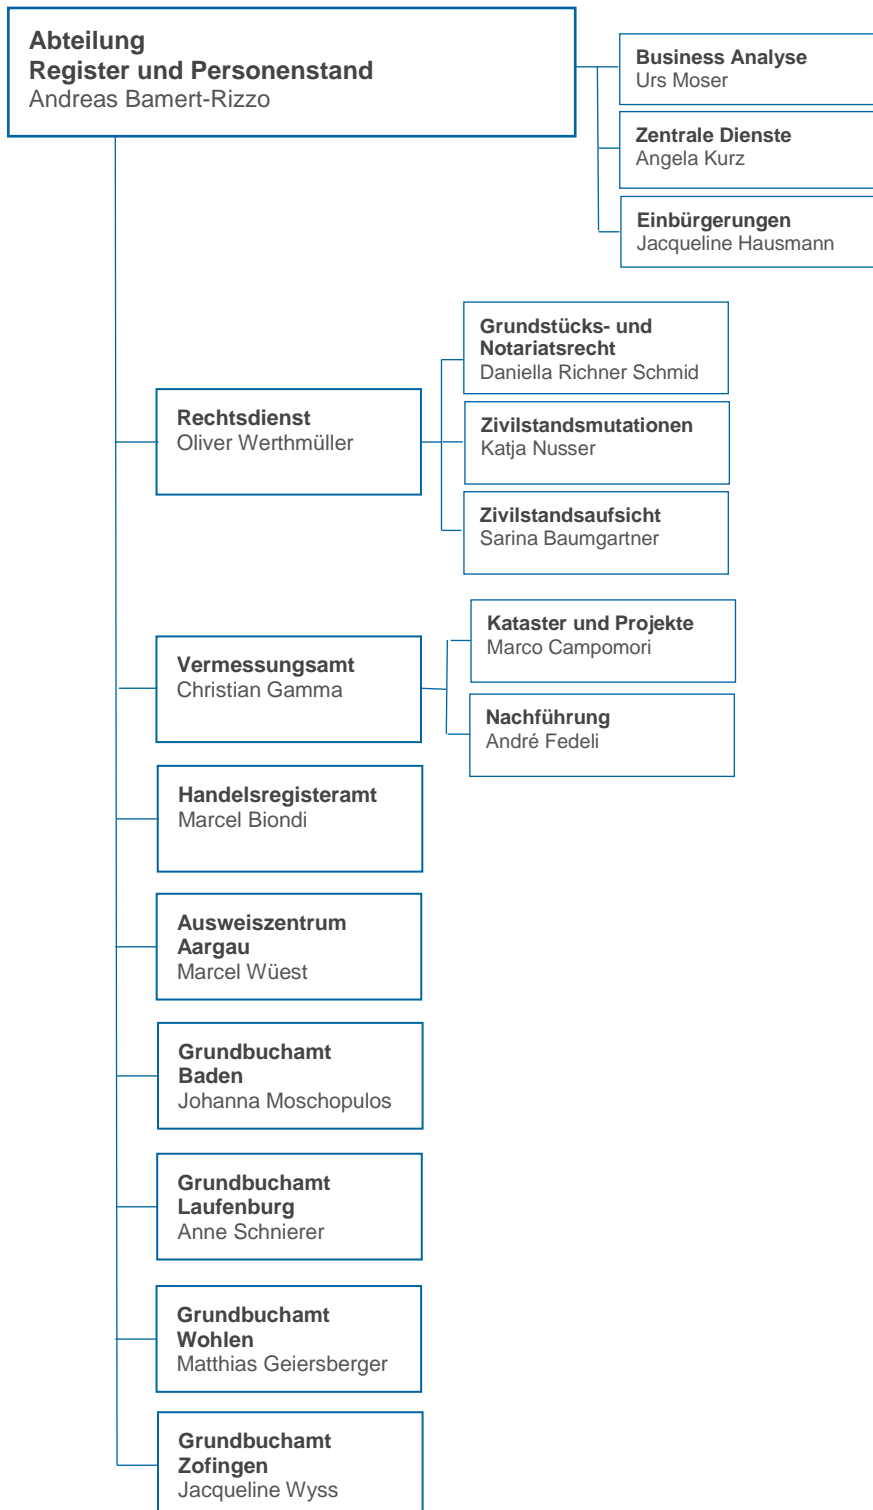 Abteilung
Register und Personenstand
Andreas Bamert-Rizzo
Business Analyse
Urs Moser
Zentrale Dienste
Angela Kurz
Einbürgerungen
Jacqueline Hausmann
Rechtsdienst
Oliver Werthmüller
Grundstücks- und
Notariatsrecht
Daniella Richner Schmid
Zivilstandsmutationen
Katja Nusser
Zivilstandsaufsicht
Sarina Baumgartner
Vermessungsamt
Christian Gamma
Kataster und Projekte
Marco Campomori
Nachführung
André Fedeli
Handelsregisteramt
Marcel Biondi
Ausweiszentrum
Aargau
Marcel Wüest
Grundbuchamt
Baden
Johanna Moschopulos
Grundbuchamt
Laufenburg
Anne Schnierer
Grundbuchamt
Wohlen
Matthias Geiersberger
Grundbuchamt
Zofingen
Jacqueline Wyss